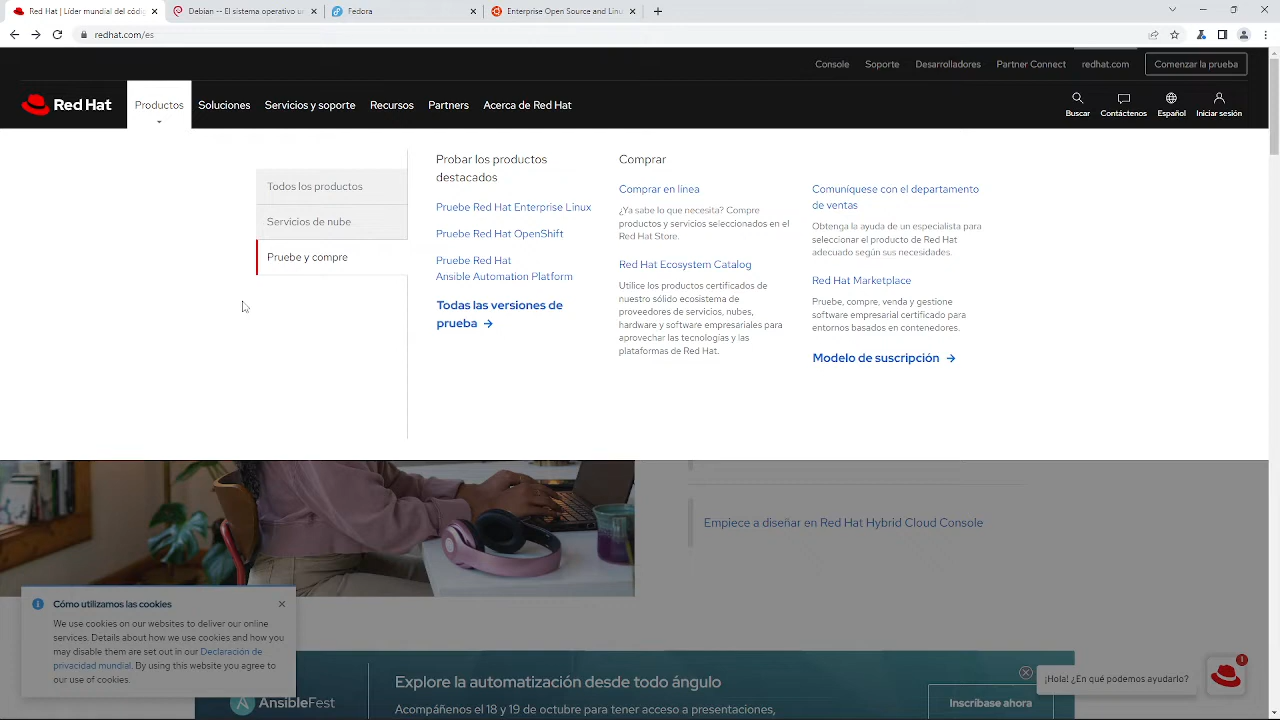 Red Hat | Líder mundial del códig
Debian -- El sistema operativo u
Fedora
Enterprise Open Source and Linux
redhat.com/es
Console
Soporte
Desarrolladores
Partner Connect
redhat.com
Comenzar la prueba
Red Hat
Productos
Soluciones
Servicios y soporte
Recursos
Partners
Acerca de Red Hat
Buscar
Contáctenos
Español
Iniciar sesión
Todos los productos
Servicios de nube
Pruebe y compre
Probar los productos
destacados
Pruebe Red Hat Enterprise Linux
Pruebe Red Hat OpenShift
Pruebe Red Hat
Ansible Automation Platform
Todas las versiones de
prueba
Comprar
Comprar en línea
¿Ya sabe lo que necesita? Compre
productos y servicios seleccionados en el
Red Hat Store.
Red Hat Ecosystem Catalog
Utilice los productos certificados de
nuestro sólido ecosistema de
proveedores de servicios, nubes,
hardware y software empresariales para
aprovechar las tecnologías y las
plataformas de Red Hat.
Comuníquese con el departamento
de ventas
Obtenga la ayuda de un especialista para
seleccionar el producto de Red Hat
adecuado según sus necesidades.
Red Hat Marketplace
Pruebe, compre, venda y gestione
software empresarial certificado para
entornos basados en contenedores.
Modelo de suscripción
Empiece a diseñar en Red Hat Hybrid Cloud Console
Cómo utilizamos las cookies
We use cookies on our websites to deliver our online
services. Details about how we use cookies and how you
may disable them are set out in our Declaración de
privacidad mundial. By using this website you agree to
our use of cookies.
A AnsibleFest
Explore la automatización desde todo ángulo
Acompáñenos el 18 y 19 de octubre para tener acceso a presentaciones,
Inscríbase ahora
¡Hola! ¿En qué podemos ayudarlo?
1